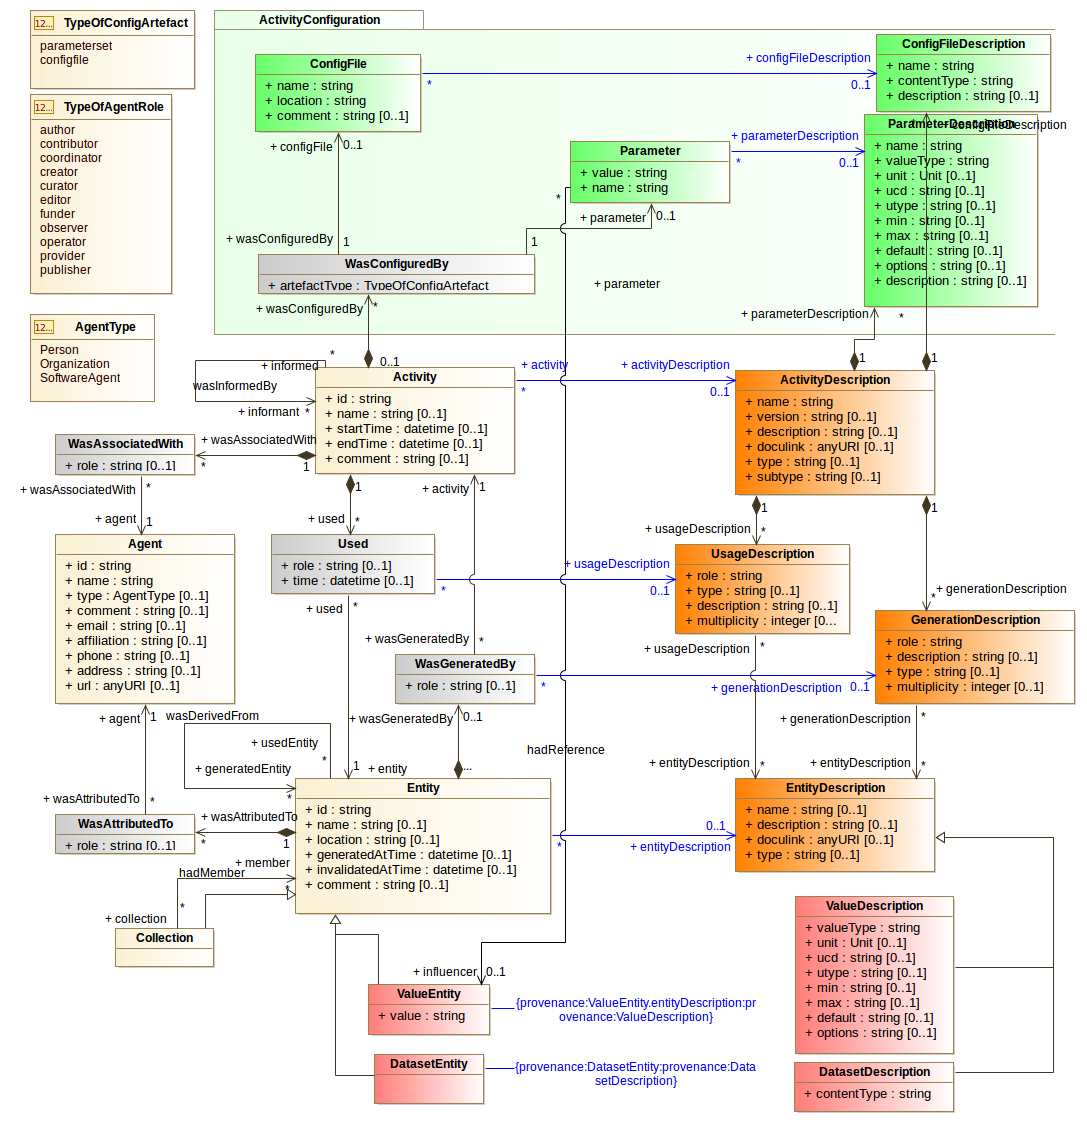 12... TypeOfConfigArtefact
parameterset
configfile
12... TypeOfAgentRole
author
contributor
coordinator
creator
curator
editor
funder
observer
operator
provider
publisher
12... AgentType
Person
Organization
SoftwareAgent
ActivityConfiguration
ConfigFile
+ name : string
+ location : string
+ comment : string [0..1]
+ configFileDescription
*
0..1
ConfigFileDescription
+ name : string
+ contentType : string
+ description : string [0..1]
+ configFile
0..1
Parameter
+ value : string
+ name : string
+ parameterDescription
*
0..1
ParameterDescription
* + configFileDescription
+ name : string
+ valueType : string
+ unit : Unit [0..1]
+ ucd : string [0..1]
+ utype : string [0..1]
+ min : string [0..1]
+ max : string [0..1]
+ default : string [0..1]
+ options : string [0..1]
+ description : string [0..1]
*
+ parameter
0..1
+ wasConfiguredBy
1
1
WasConfiguredBy
+ artefactType : TypeOfConfigArtefact
+ parameter
+ wasConfiguredBy
*
+ parameterDescription
*
*
+ informed
0..1
1
1
wasInformedBy
+ informant
*
Activity
+ id : string
+ name : string [0..1]
+ startTime : datetime [0..1]
+ endTime : datetime [0..1]
+ comment : string [0..1]
+ activity
*
+ activityDescription
0..1
ActivityDescription
+ name : string
+ version : string [0..1]
+ description : string [0..1]
+ doculink : anyURI [0..1]
+ type : string [0..1]
+ subtype : string [0..1]
WasAssociatedWith
+ role : string [0..1]
+ wasAssociatedWith
*
1
+ wasAssociatedWith
*
+ agent
1
1
+ used
*
+ activity
1
1
+ usageDescription
*
1
Agent
+ id : string
+ name : string
+ type : AgentType [0..1]
+ comment : string [0..1]
+ email : string [0..1]
+ affiliation : string [0..1]
+ phone : string [0..1]
+ address : string [0..1]
+ url : anyURI [0..1]
Used
+ role : string [0..1]
+ time : datetime [0..1]
*
+ usageDescription
0..1
UsageDescription
+ role : string
+ type : string [0..1]
+ description : string [0..1]
+ multiplicity : integer [0...
* + generationDescription
GenerationDescription
+ role : string
+ description : string [0..1]
+ type : string [0..1]
+ multiplicity : integer [0..1]
+ used
*
+ wasGeneratedBy
*
WasGeneratedBy
+ role : string [0..1]
*
+ generationDescription
0..1
+ usageDescription
*
+ agent
1
wasDerivedFrom
+ wasGeneratedBy
0..1
+ generationDescription
*
+ usedEntity
*
hadReference
+ generatedEntity
*
1
+ entity
...
+ entityDescription
*
+ entityDescription
*
+ wasAttributedTo
*
WasAttributedTo
+ role : string [0..1]
+ wasAttributedTo
*
1
Entity
+ id : string
+ name : string [0..1]
+ location : string [0..1]
+ generatedAtTime : datetime [0..1]
+ invalidatedAtTime : datetime [0..1]
+ comment : string [0..1]
*
0..1
+ entityDescription
EntityDescription
+ name : string [0..1]
+ description : string [0..1]
+ doculink : anyURI [0..1]
+ type : string [0..1]
+ member
hadMember
*
*
+ collection
Collection
ValueDescription
+ valueType : string
+ unit : Unit [0..1]
+ ucd : string [0..1]
+ utype : string [0..1]
+ min : string [0..1]
+ max : string [0..1]
+ default : string [0..1]
+ options : string [0..1]
+ influencer
0..1
ValueEntity
+ value : string
{provenance:ValueEntity.entityDescription:pr
ovenance:ValueDescription}
DatasetEntity
{provenance:DatasetEntity:provenance:Data
setDescription}
DatasetDescription
+ contentType : string